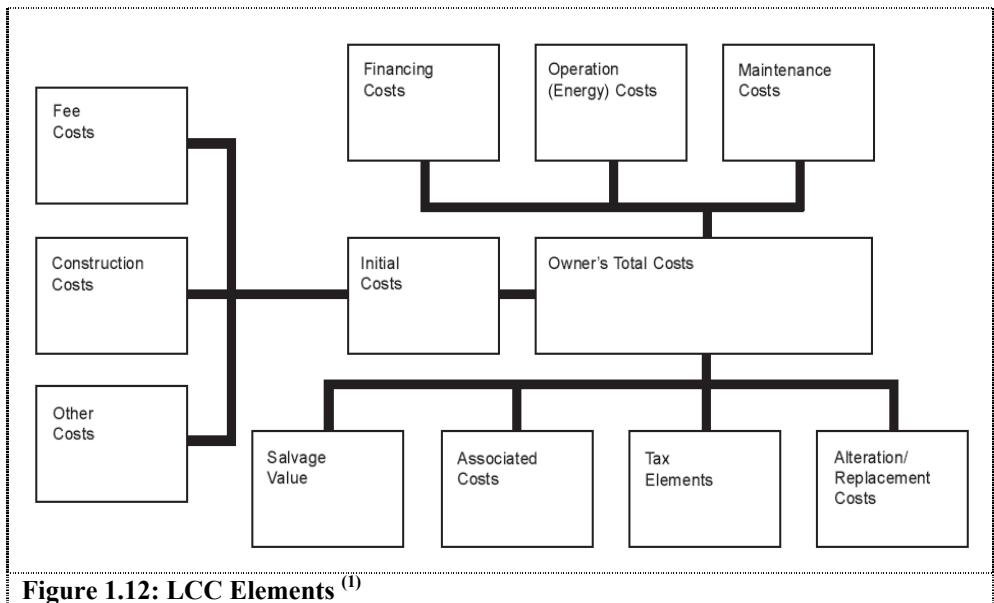 Financing
Costs
Operation
(Energy) Costs
Maintenance
Costs
Fee
Costs
Construction
Costs
Initial
Costs
Owner's Total Costs
Other
Costs
Salvage
Value
Associated
Costs
Tax
Elements
Alteration/
Replacement
Costs
Figure 1.12: LCC Elements (1)